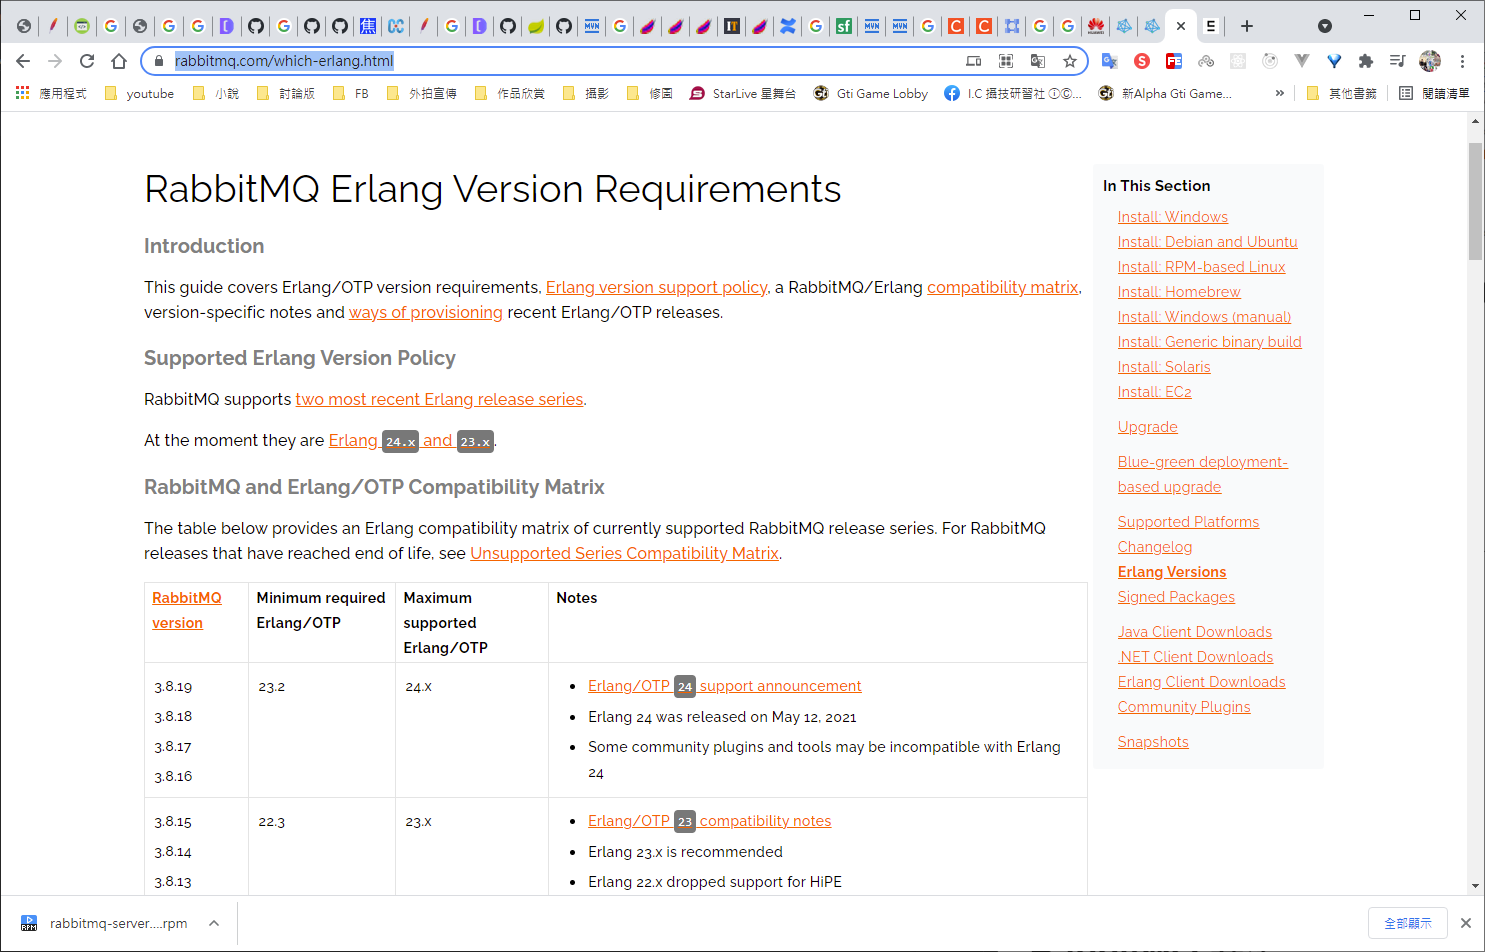 rabbitmq.com/which-erlang.html
應用程式 youtube 小說 討論版 FB 外拍宣傳 作品欣賞 攝影 修圖 StarLive 星舞台 Gti Game Lobby I.C 攝技研習社 ⓘⓒ... 新Alpha Gti Game... » 其他書籤 閱讀清單
RabbitMQ Erlang Version Requirements
Introduction
This guide covers Erlang/OTP version requirements, Erlang version support policy, a RabbitMQ/Erlang compatibility matrix,
version-specific notes and ways of provisioning recent Erlang/OTP releases.
Supported Erlang Version Policy
RabbitMQ supports two most recent Erlang release series.
At the moment they are Erlang 24.x and 23.x.
RabbitMQ and Erlang/OTP Compatibility Matrix
The table below provides an Erlang compatibility matrix of currently supported RabbitMQ release series. For RabbitMQ
releases that have reached end of life, see Unsupported Series Compatibility Matrix.
RabbitMQ
version
Minimum required
Erlang/OTP
Maximum
supported
Erlang/OTP
Notes
3.8.19
3.8.18
3.8.17
3.8.16
23.2
24.x
• Erlang/OTP 24 support announcement
• Erlang 24 was released on May 12, 2021
• Some community plugins and tools may be incompatible with Erlang
24
3.8.15
3.8.14
3.8.13
22.3
23.x
• Erlang/OTP 23 compatibility notes
• Erlang 23.x is recommended
• Erlang 22.x dropped support for HiPE
In This Section
Install: Windows
Install: Debian and Ubuntu
Install: RPM-based Linux
Install: Homebrew
Install: Windows (manual)
Install: Generic binary build
Install: Solaris
Install: EC2
Upgrade
Blue-green deployment-
based upgrade
Supported Platforms
Changelog
Erlang Versions
Signed Packages
Java Client Downloads
.NET Client Downloads
Erlang Client Downloads
Community Plugins
Snapshots
rabbitmq-server....rpm
全部顯示